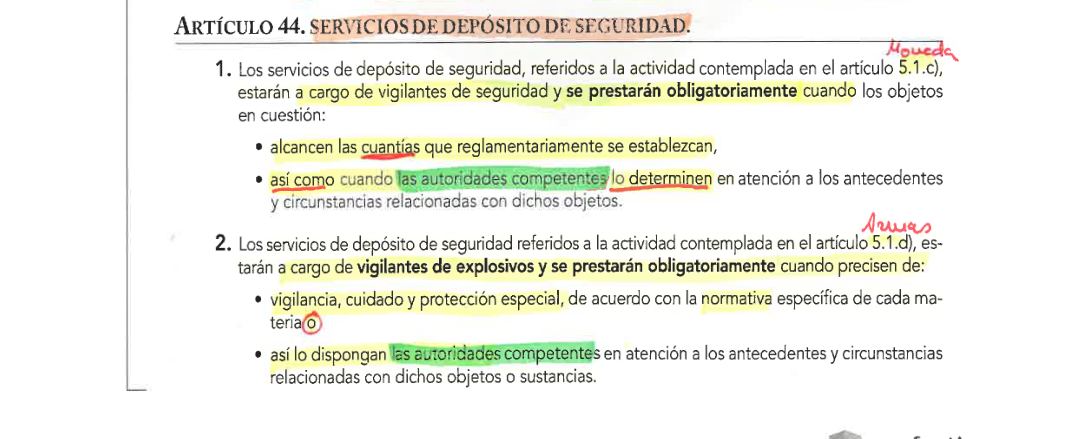 ARTÍCULO 44. SERVICIOS DE DEPÓSITO DE SEGURIDAD.
Moneda
1. Los servicios de depósito de seguridad, referidos a la actividad contemplada en el artículo 5.1.c),
estarán a cargo de vigilantes de seguridad y se prestarán obligatoriamente cuando los objetos
en cuestión:
• alcancen las cuantías que reglamentariamente se establezcan,
• así como cuando las autoridades competentes lo determinen en atención a los antecedentes
y circunstancias relacionadas con dichos objetos.
Armas
2. Los servicios de depósito de seguridad referidos a la actividad contemplada en el artículo 5.1.d), es-
tarán a cargo de vigilantes de explosivos y se prestarán obligatoriamente cuando precisen de:
• vigilancia, cuidado y protección especial, de acuerdo con la normativa específica de cada ma-
teria o
• así lo dispongan las autoridades competentes en atención a los antecedentes y circunstancias
relacionadas con dichos objetos o sustancias.